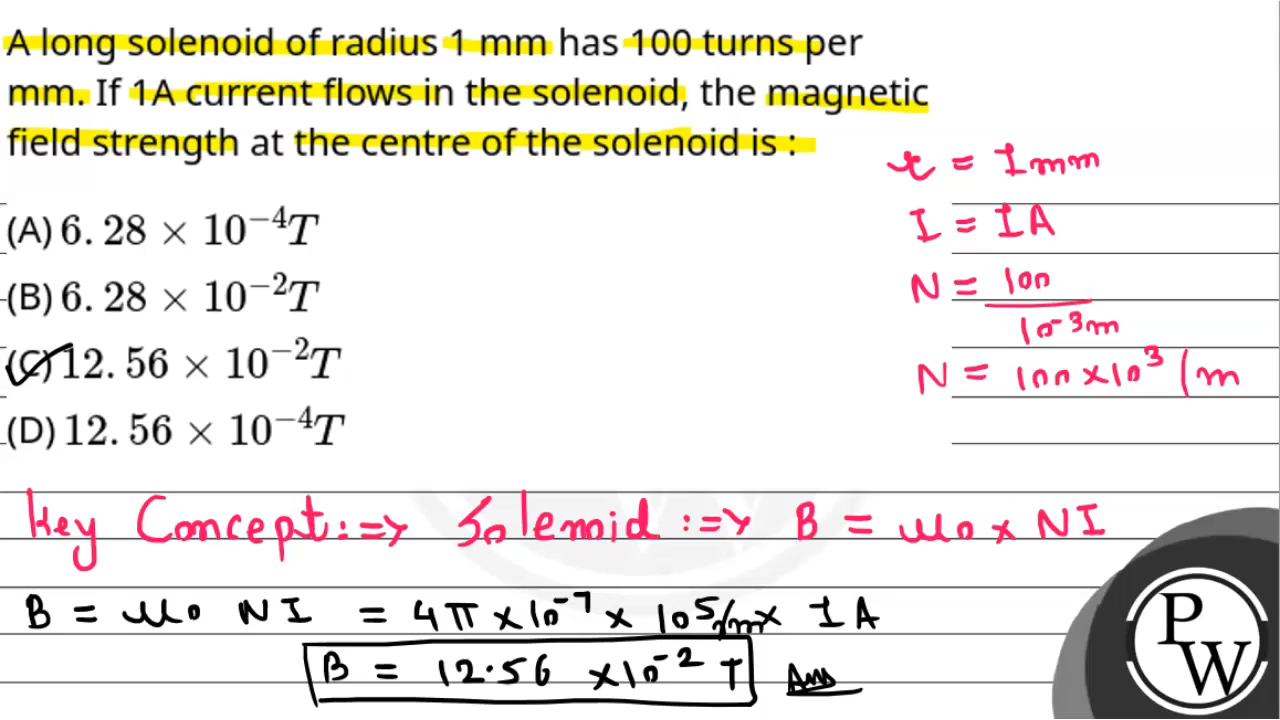 A long solenoid of radius 1 mm has 100 turns per
mm. If 1A current flows in the solenoid, the magnetic
field strength at the centre of the solenoid is :
(A) 6. 28 × 10⁻⁴T
(B) 6. 28 × 10⁻²T
(C) 12. 56 × 10⁻²T
(D) 12. 56 × 10⁻⁴T
r = 1mm
I = 1A
N = 100
10⁻³m
N = 100×10³/m
Key Concept:⇒ Solenoid:⇒ B = μ₀ × NI
B = μ₀ NI = 4π×10⁻⁷ × 10⁵/m× 1A
B = 12.56 ×10⁻² T Ans
PW